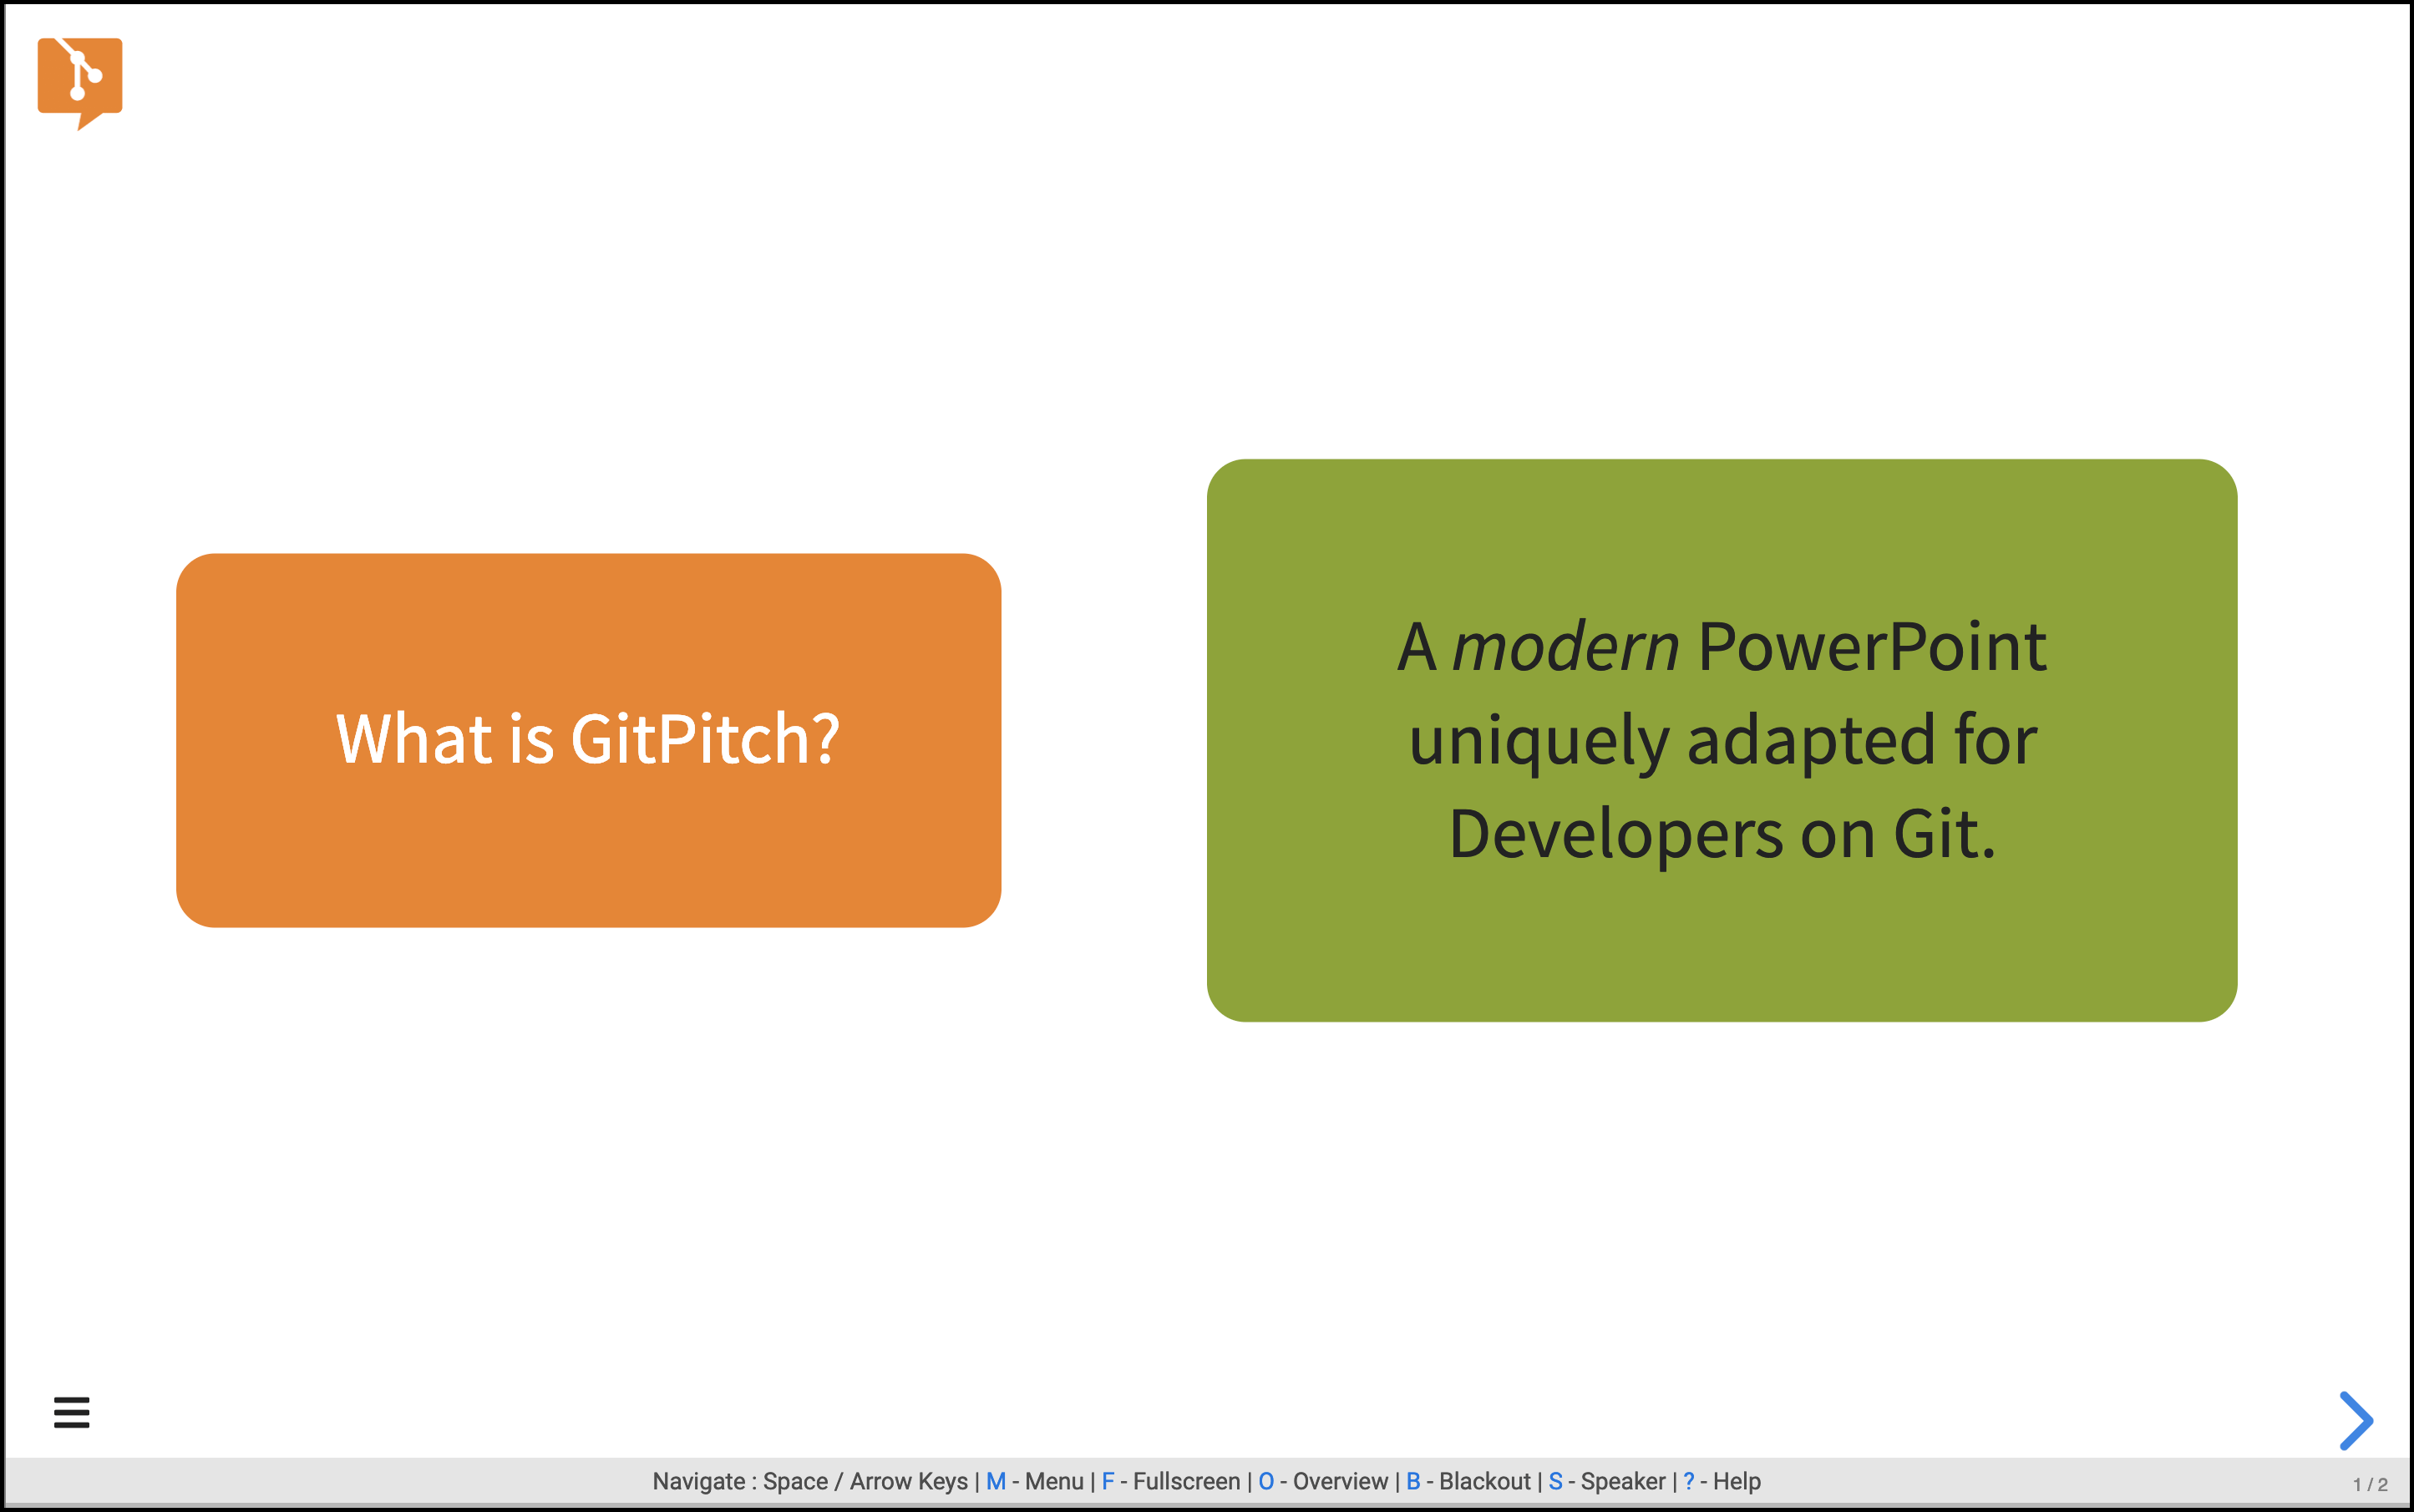 What is GitPitch?
A modern PowerPoint
uniquely adapted for
Developers on Git.
Navigate : Space / Arrow Keys | M - Menu | F - Fullscreen | O - Overview | B - Blackout | S - Speaker | ? - Help
1 / 2